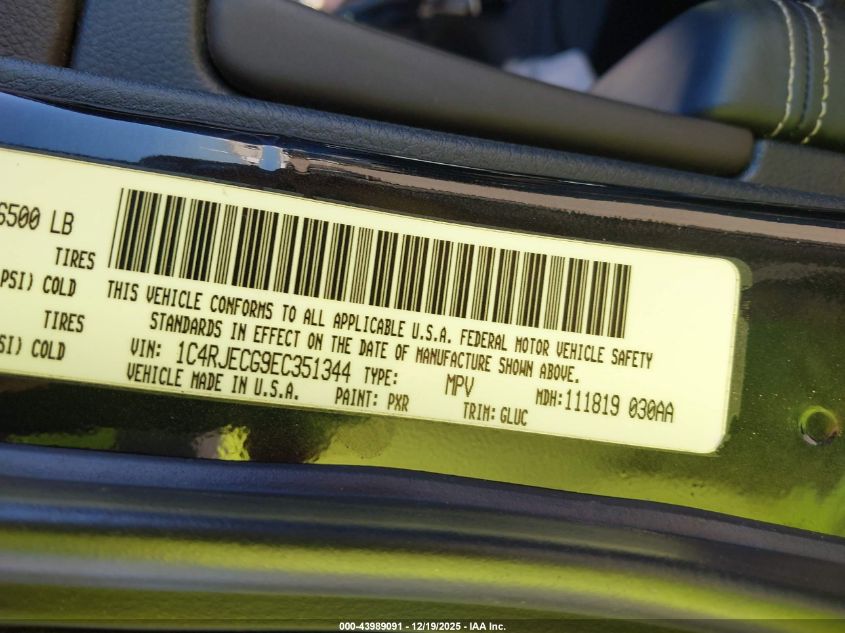 6500 LB
TIRES
PSI) COLD
TIRES
SI) COLD
THIS VEHICLE CONFORMS TO ALL APPLICABLE U.S.A. FEDERAL MOTOR VEHICLE SAFETY
STANDARDS IN EFFECT ON THE DATE OF MANUFACTURE SHOWN ABOVE.
VIN: 1C4RJECG9EC351344 TYPE: MPV MDH:111819 030AA
VEHICLE MADE IN U.S.A. PAINT: PXR TRIM: GLUC
000-43989091 - 12/19/2025 - IAA Inc.